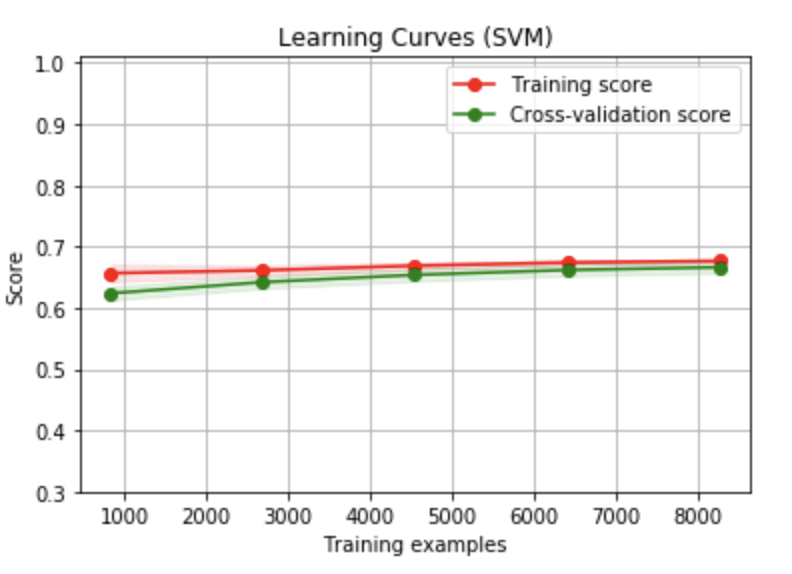 Learning Curves (SVM)
Training score
Cross-validation score
1.0
0.9
0.8
0.7
0.6
0.5
0.4
0.3
Score
1000 2000 3000 4000 5000 6000 7000 8000
Training examples